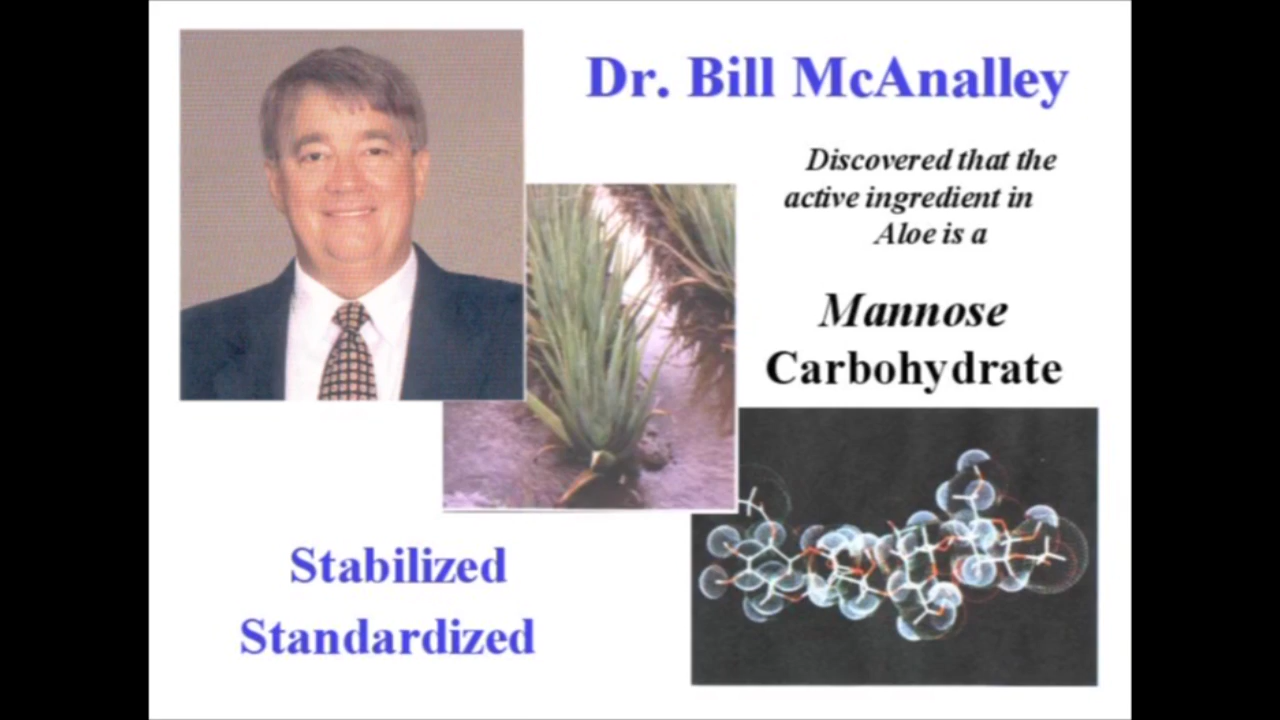 Dr. Bill McAnalley
Discovered that the
active ingredient in
Aloe is a
Mannose
Carbohydrate
Stabilized
Standardized